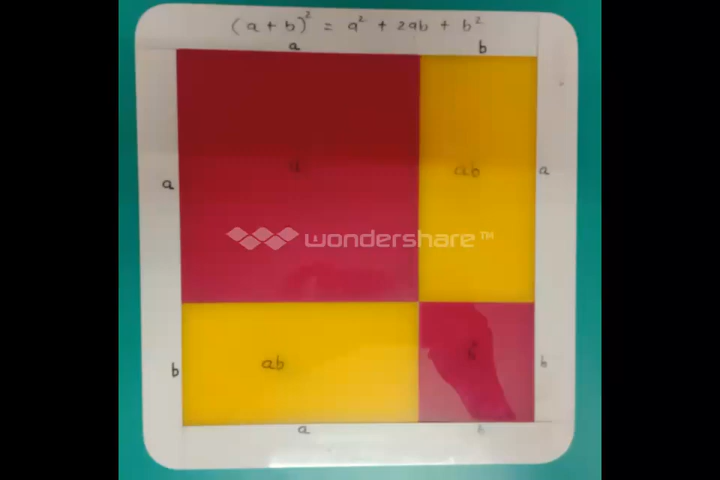 (a + b)² = a² + 2ab + b²
a b
a ab a
wondershare™
b ab b
a